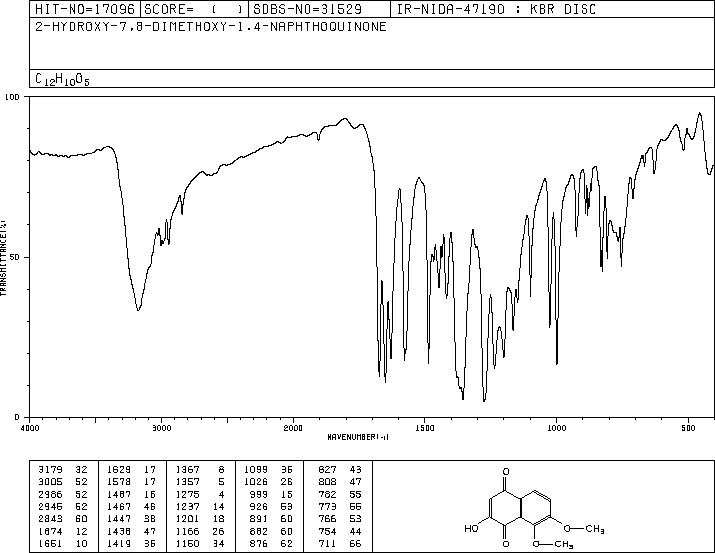 HIT-NO=17096 SCORE= ( ) SDBS-NO=31529 IR-NIDA-47190 : KBR DISC
2-HYDROXY-7,8-DIMETHOXY-1,4-NAPHTHOQUINONE
C12H10O5
100
50
0
TRANSMITTANCE(%)
4000 3000 2000 1500 1000 500
WAVENUMBER(-1)
3179 32 1629 17 1367 8 1099 36 827 43
3005 52 1578 17 1357 5 1026 26 808 47
2986 52 1487 16 1275 4 999 15 782 55
2945 52 1467 46 1237 14 926 53 773 55
2843 60 1447 38 1201 18 891 60 766 53
1674 12 1438 47 1166 26 882 60 754 44
1651 10 1419 36 1150 34 876 62 711 66
O
HO
O
O
O
CH3
CH3